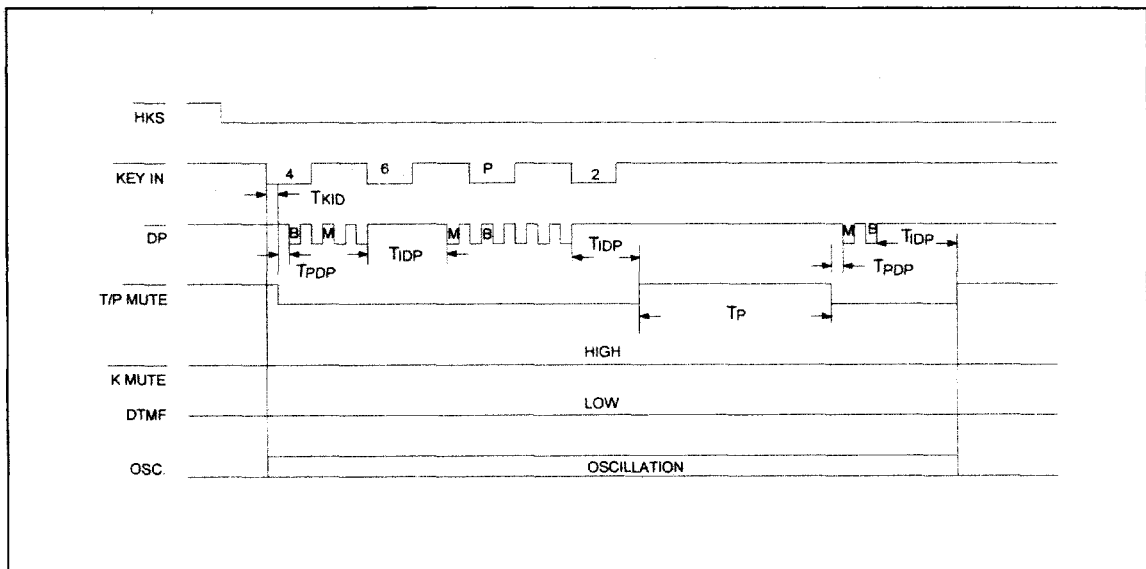 HKS
4 6 P 2
KEY IN
TKID
B M M B M B
DP
TIDP TIDP TIDP
TPDP TPDP
T/P MUTE
TP
HIGH
K MUTE
LOW
DTMF
OSCILLATION
OSC.